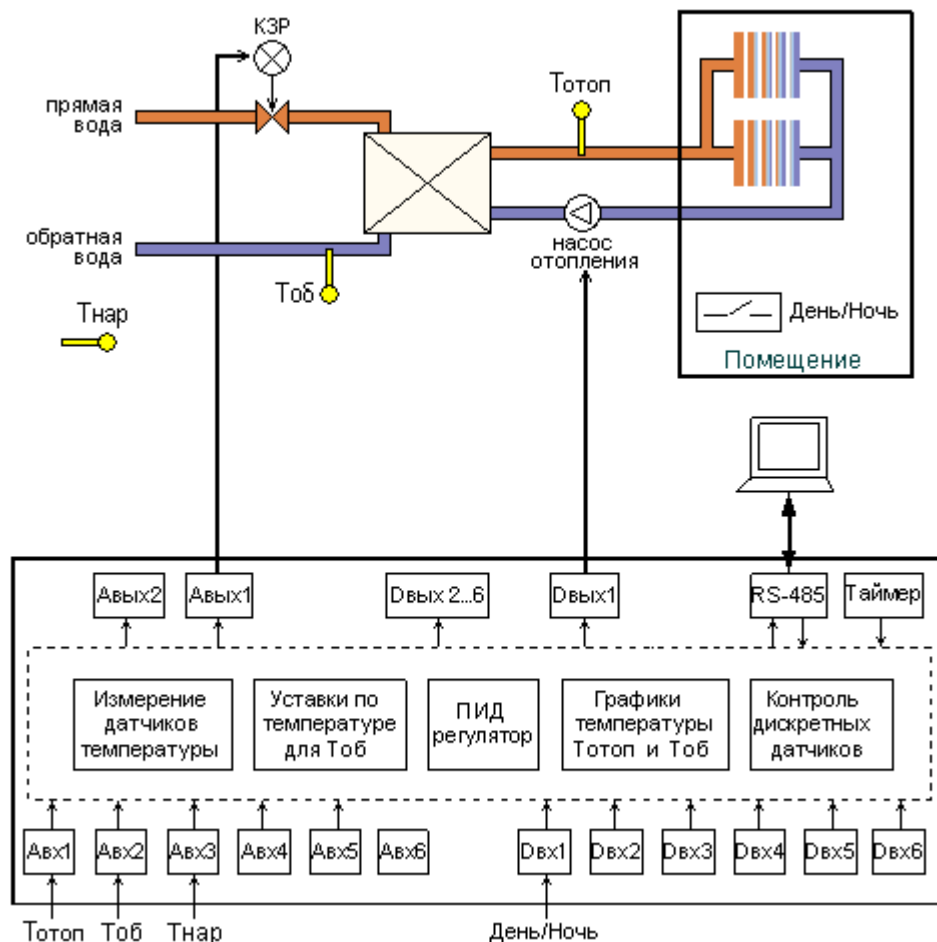 КЗР
прямая
вода
Тотоп
обратная
вода
насос
отопления
Тоб
Тнар
День/Ночь
Помещение
Авых2
Авых1
Dвых 2...6
Dвых1
RS-485
Таймер
Измерение
датчиков
температуры
Уставки по
температуре
для Тоб
ПИД
регулятор
Графики
температуры
Тотоп и Тоб
Контроль
дискретных
датчиков
Авх1
Авх2
Авх3
Авх4
Авх5
Авх6
Dвх1
Dвх2
Dвх3
Dвх4
Dвх5
Dвх6
Тотоп
Тоб
Тнар
День/Ночь